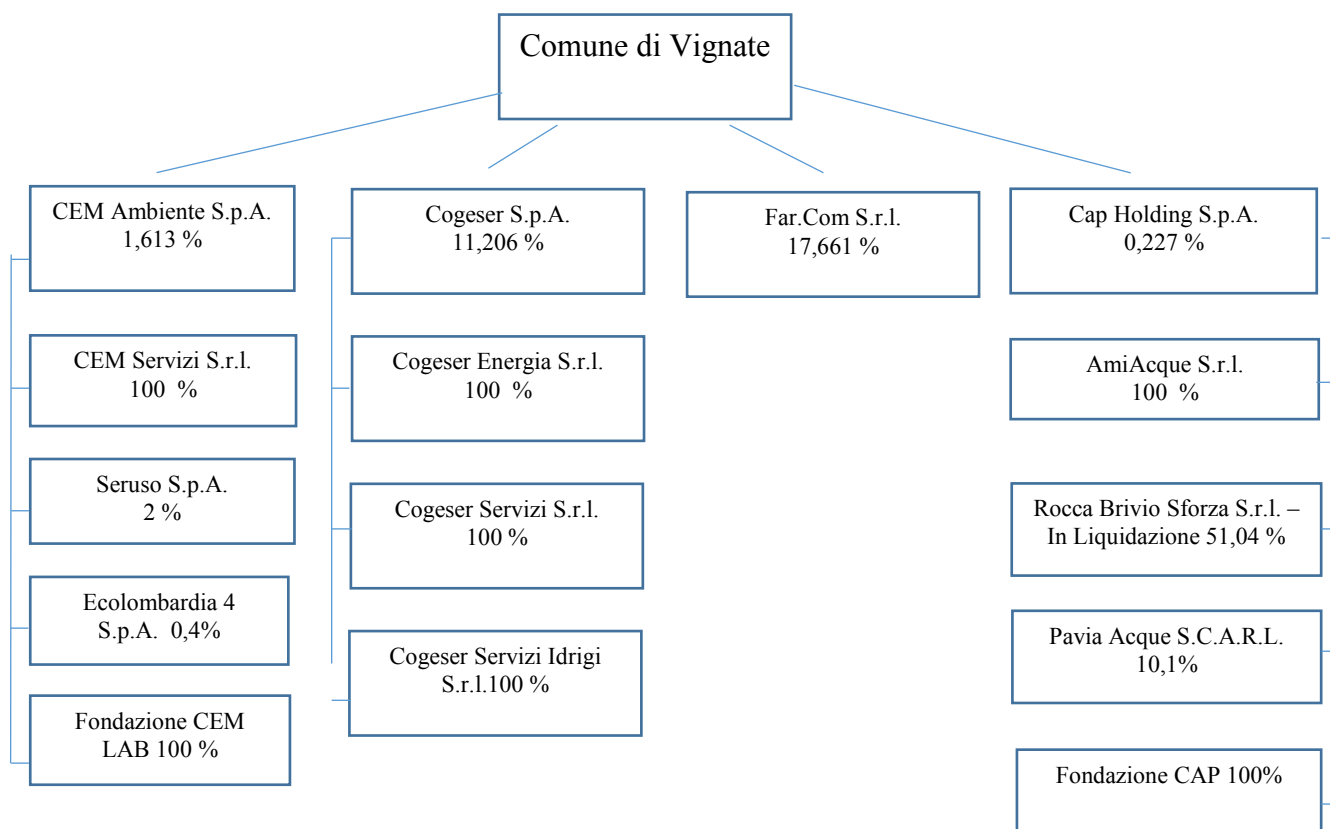 Comune di Vignate
CEM Ambiente S.p.A.
1,613 %
Cogeser S.p.A.
11,206 %
Far.Com S.r.l.
17,661 %
Cap Holding S.p.A.
0,227 %
CEM Servizi S.r.l.
100 %
Cogeser Energia S.r.l.
100 %
AmiAcque S.r.l.
100 %
Seruso S.p.A.
2 %
Cogeser Servizi S.r.l.
100 %
Rocca Brivio Sforza S.r.l. –
In Liquidazione 51,04 %
Ecolombardia 4
S.p.A. 0,4%
Cogeser Servizi Idrigi
S.r.l.100 %
Pavia Acque S.C.A.R.L.
10,1%
Fondazione CEM
LAB 100 %
Fondazione CAP 100%